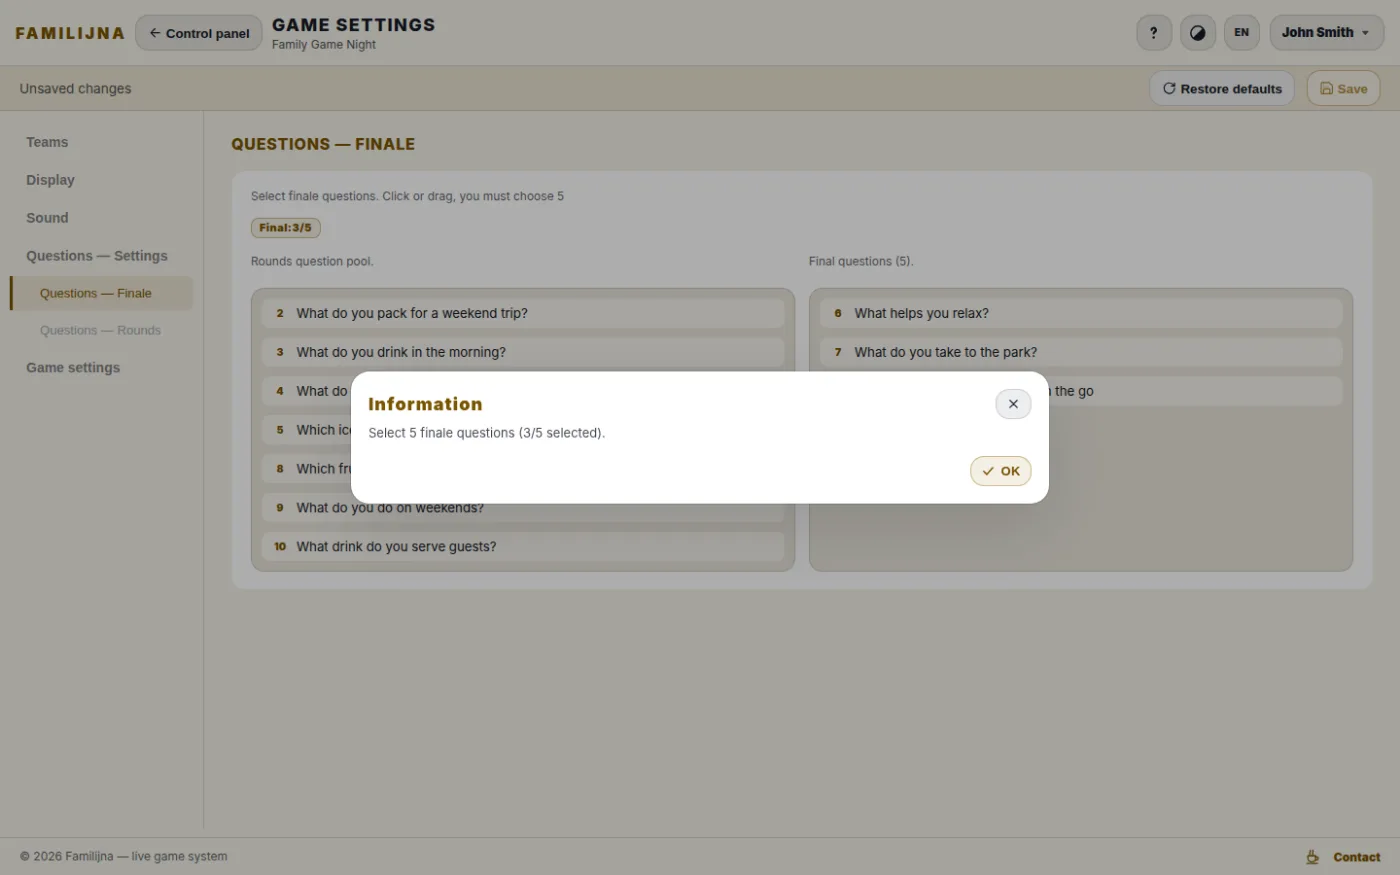 FAMILIJNA
Control panel
GAME SETTINGS
Family Game Night
?
EN
John Smith
Unsaved changes
Restore defaults
Save
Teams
Display
Sound
Questions — Settings
Questions — Finale
Questions — Rounds
Game settings
QUESTIONS — FINALE
Select finale questions. Click or drag, you must choose 5
Final:3/5
Rounds question pool.
2 What do you pack for a weekend trip?
3 What do you drink in the morning?
4 What do
5 Which
8 Which
9 What do you do on weekends?
10 What drink do you serve guests?
Final questions (5).
6 What helps you relax?
7 What do you take to the park?
the go
Information
Select 5 finale questions (3/5 selected).
OK
© 2026 Familijna — live game system
Contact